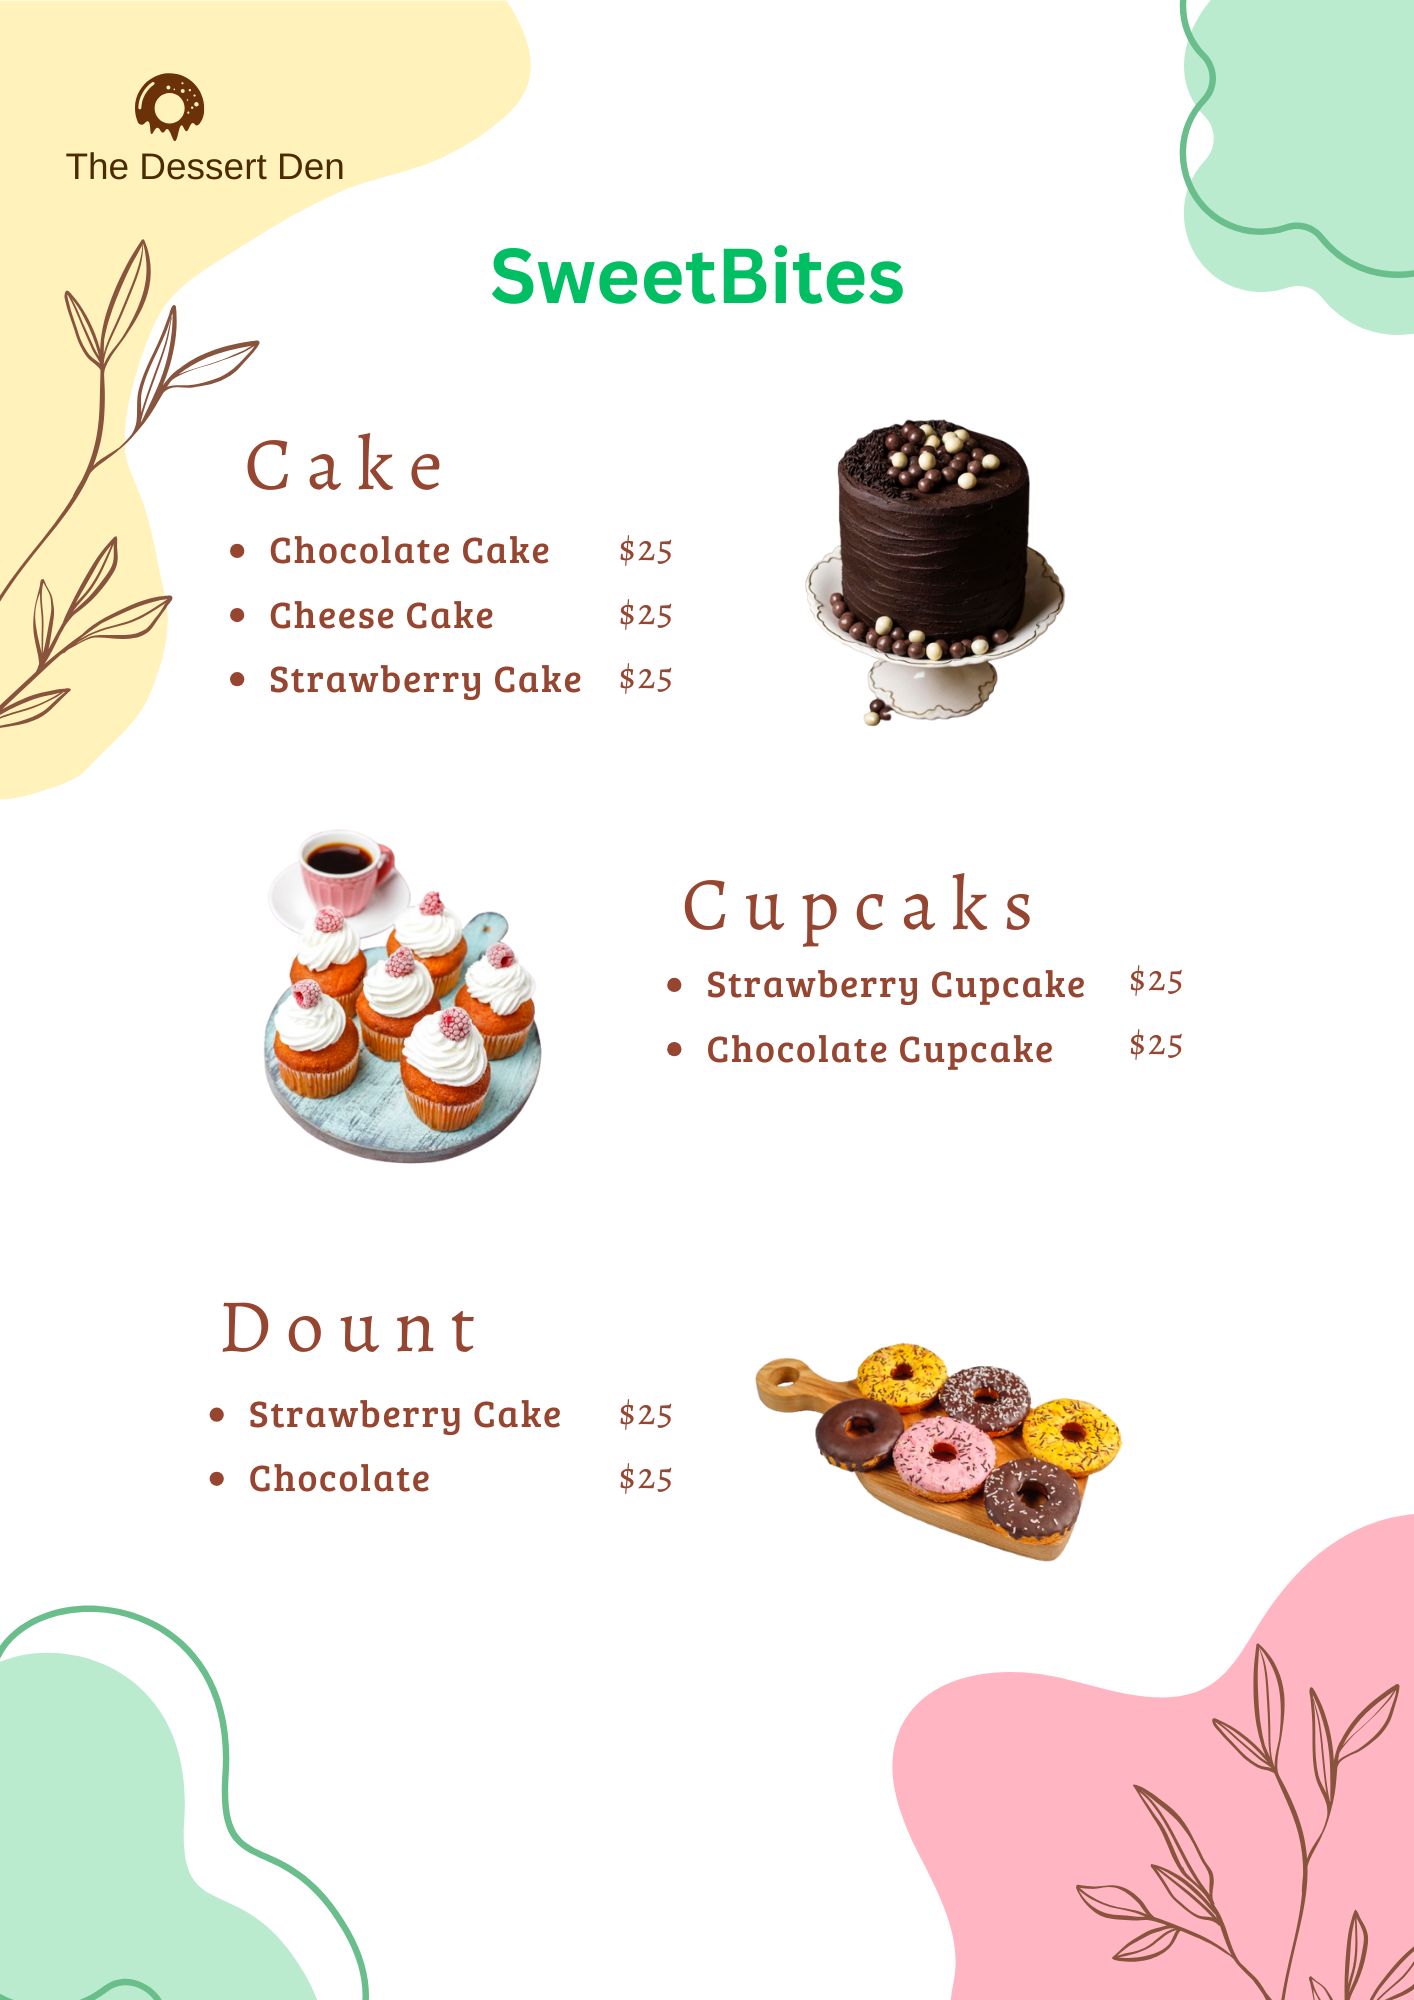 The Dessert Den
SweetBites
Cake
• Chocolate Cake $25
• Cheese Cake $25
• Strawberry Cake $25
Cupcaks
• Strawberry Cupcake $25
• Chocolate Cupcake $25
Dount
• Strawberry Cake $25
• Chocolate $25